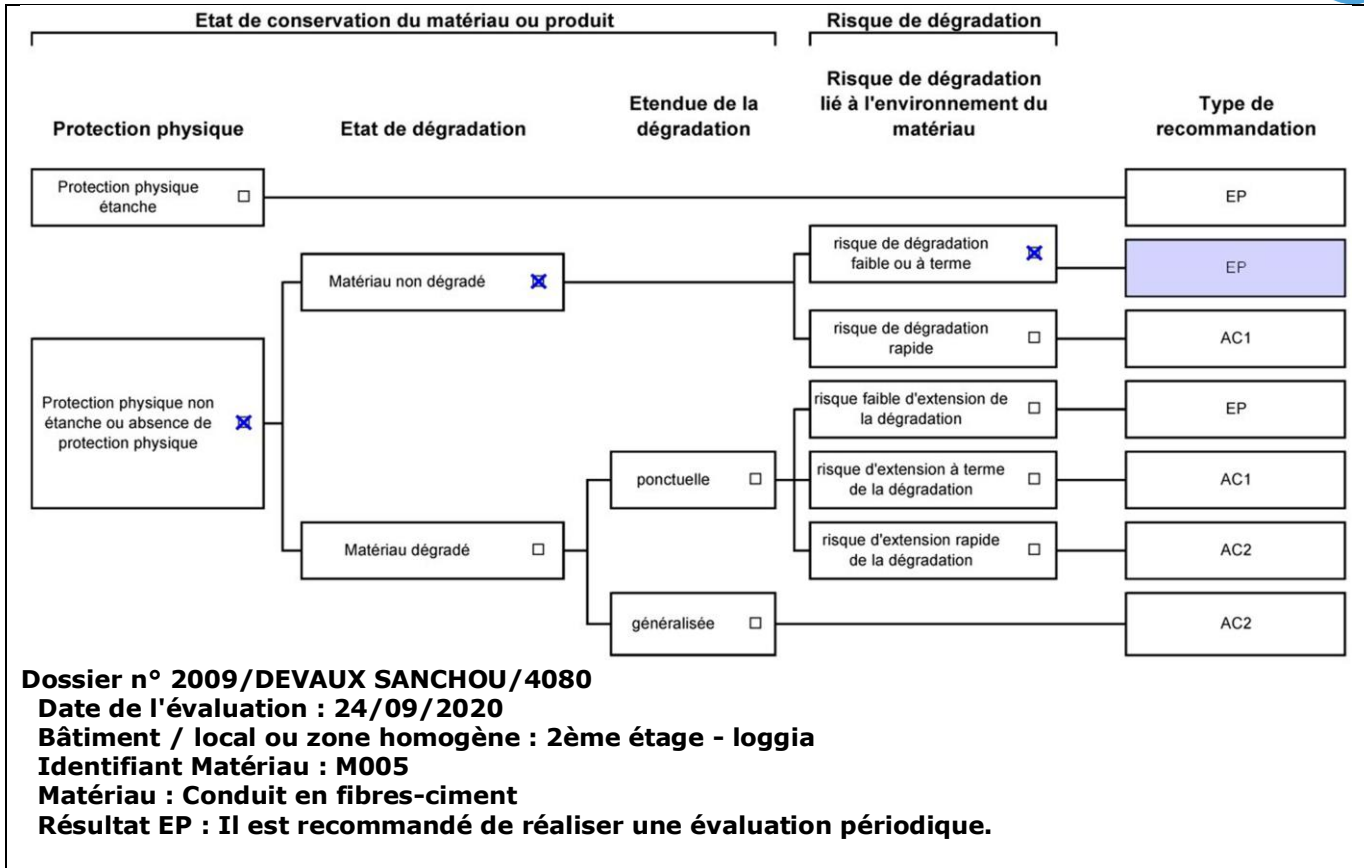 Etat de conservation du matériau ou produit
Risque de dégradation
Protection physique
Etat de dégradation
Etendue de la
dégradation
Risque de dégradation
lié à l'environnement du
matériau
Type de
recommandation
Protection physique
étanche
EP
risque de dégradation
faible ou à terme
EP
Matériau non dégradé
risque de dégradation
rapide
AC1
Protection physique non
étanche ou absence de
protection physique
risque faible d'extension de
la dégradation
EP
ponctuelle
risque d'extension à terme
de la dégradation
AC1
Matériau dégradé
risque d'extension rapide
de la dégradation
AC2
généralisée
AC2
Dossier n° 2009/DEVAUX SANCHOU/4080
Date de l'évaluation : 24/09/2020
Bâtiment / local ou zone homogène : 2ème étage - loggia
Identifiant Matériau : M005
Matériau : Conduit en fibres-ciment
Résultat EP : Il est recommandé de réaliser une évaluation périodique.